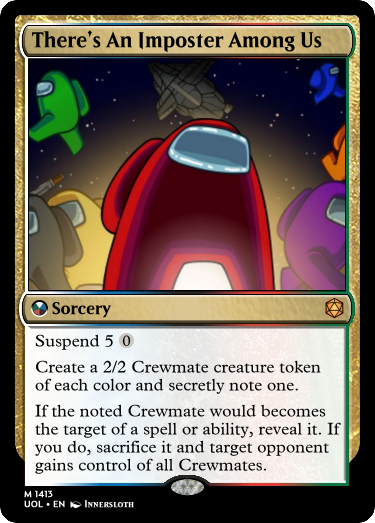 There's An Imposter Among Us
Sorcery
Suspend 5 0
Create a 2/2 Crewmate creature token
of each color and secretly note one.
If the noted Crewmate would becomes
the target of a spell or ability, reveal it. If
you do, sacrifice it and target opponent
gains control of all Crewmates.
M 1413
UOL • EN Innersloth